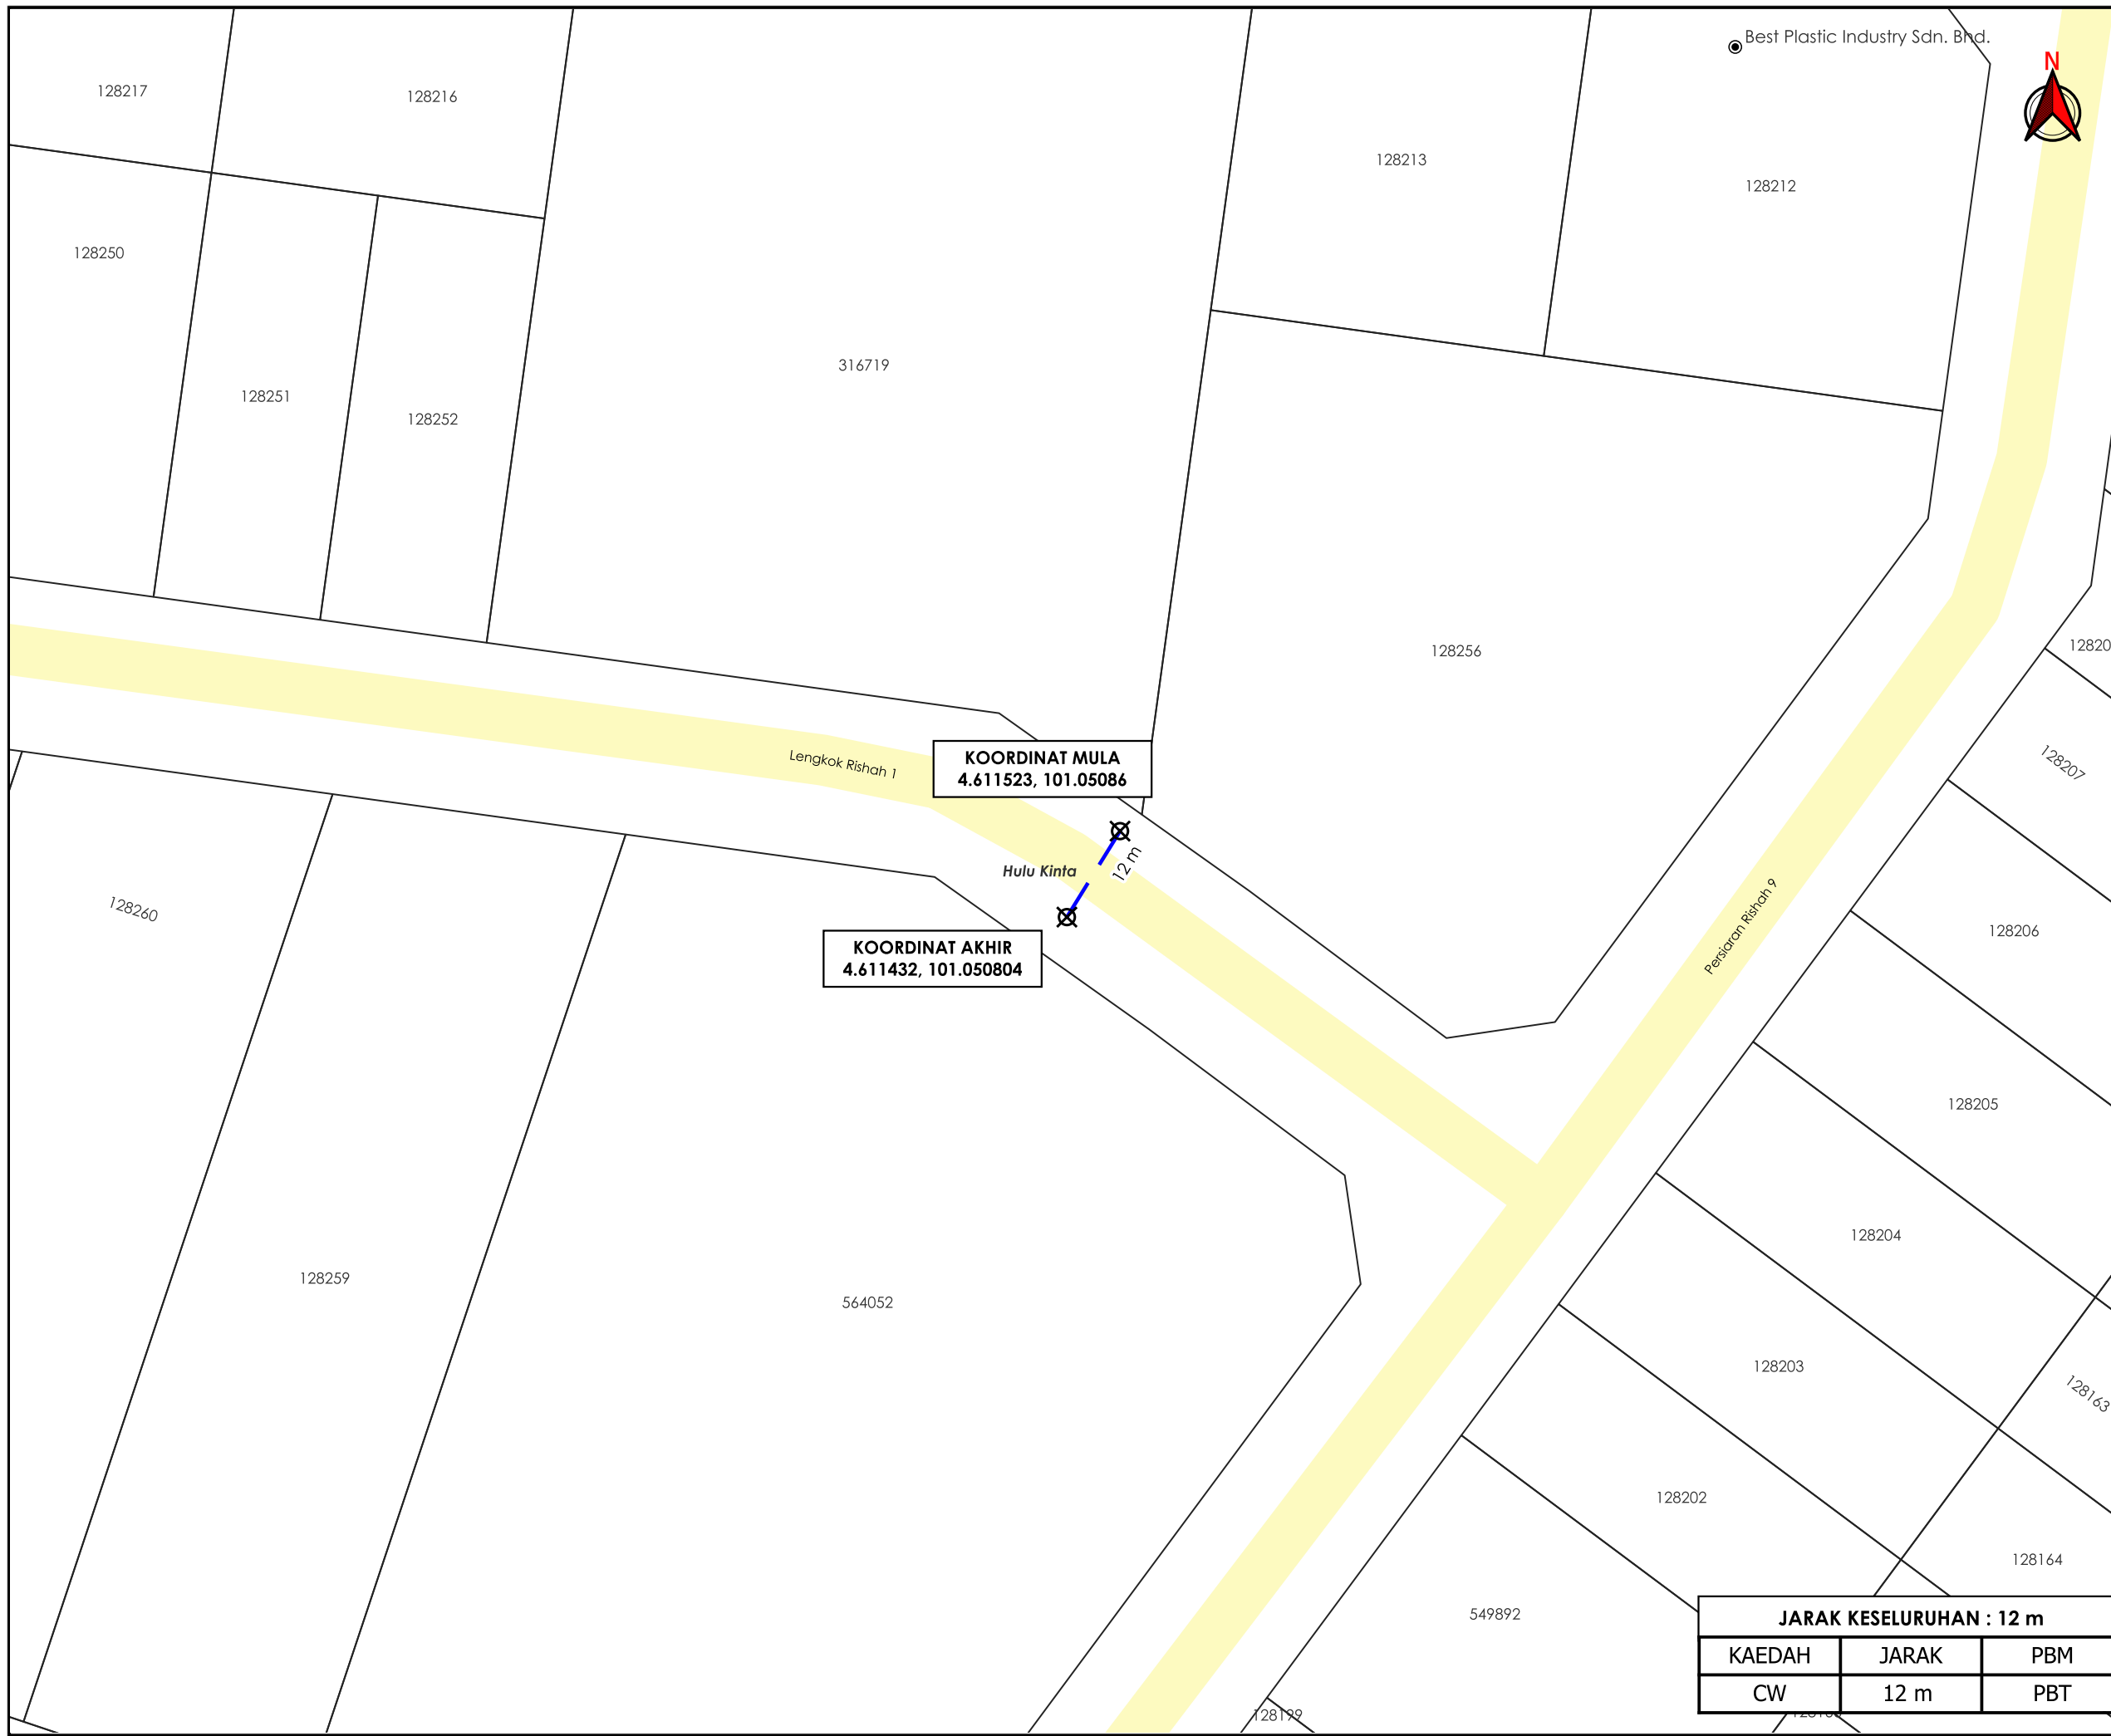 Best Plastic Industry Sdn. Bhd.
N
128217
128216
128213
128212
128250
316719
128251
128252
128256
12820
128207
Lengkok Rishah 1
KOORDINAT MULA
4.611523, 101.05086
12 m
Hulu Kinta
128260
Persiaran Rishah 9
128206
KOORDINAT AKHIR
4.611432, 101.050804
128205
128204
128259
564052
128203
128163
128202
128164
549892
128199
JARAK KESELURUHAN : 12 m
KAEDAH JARAK PBM
CW 12 m PBT